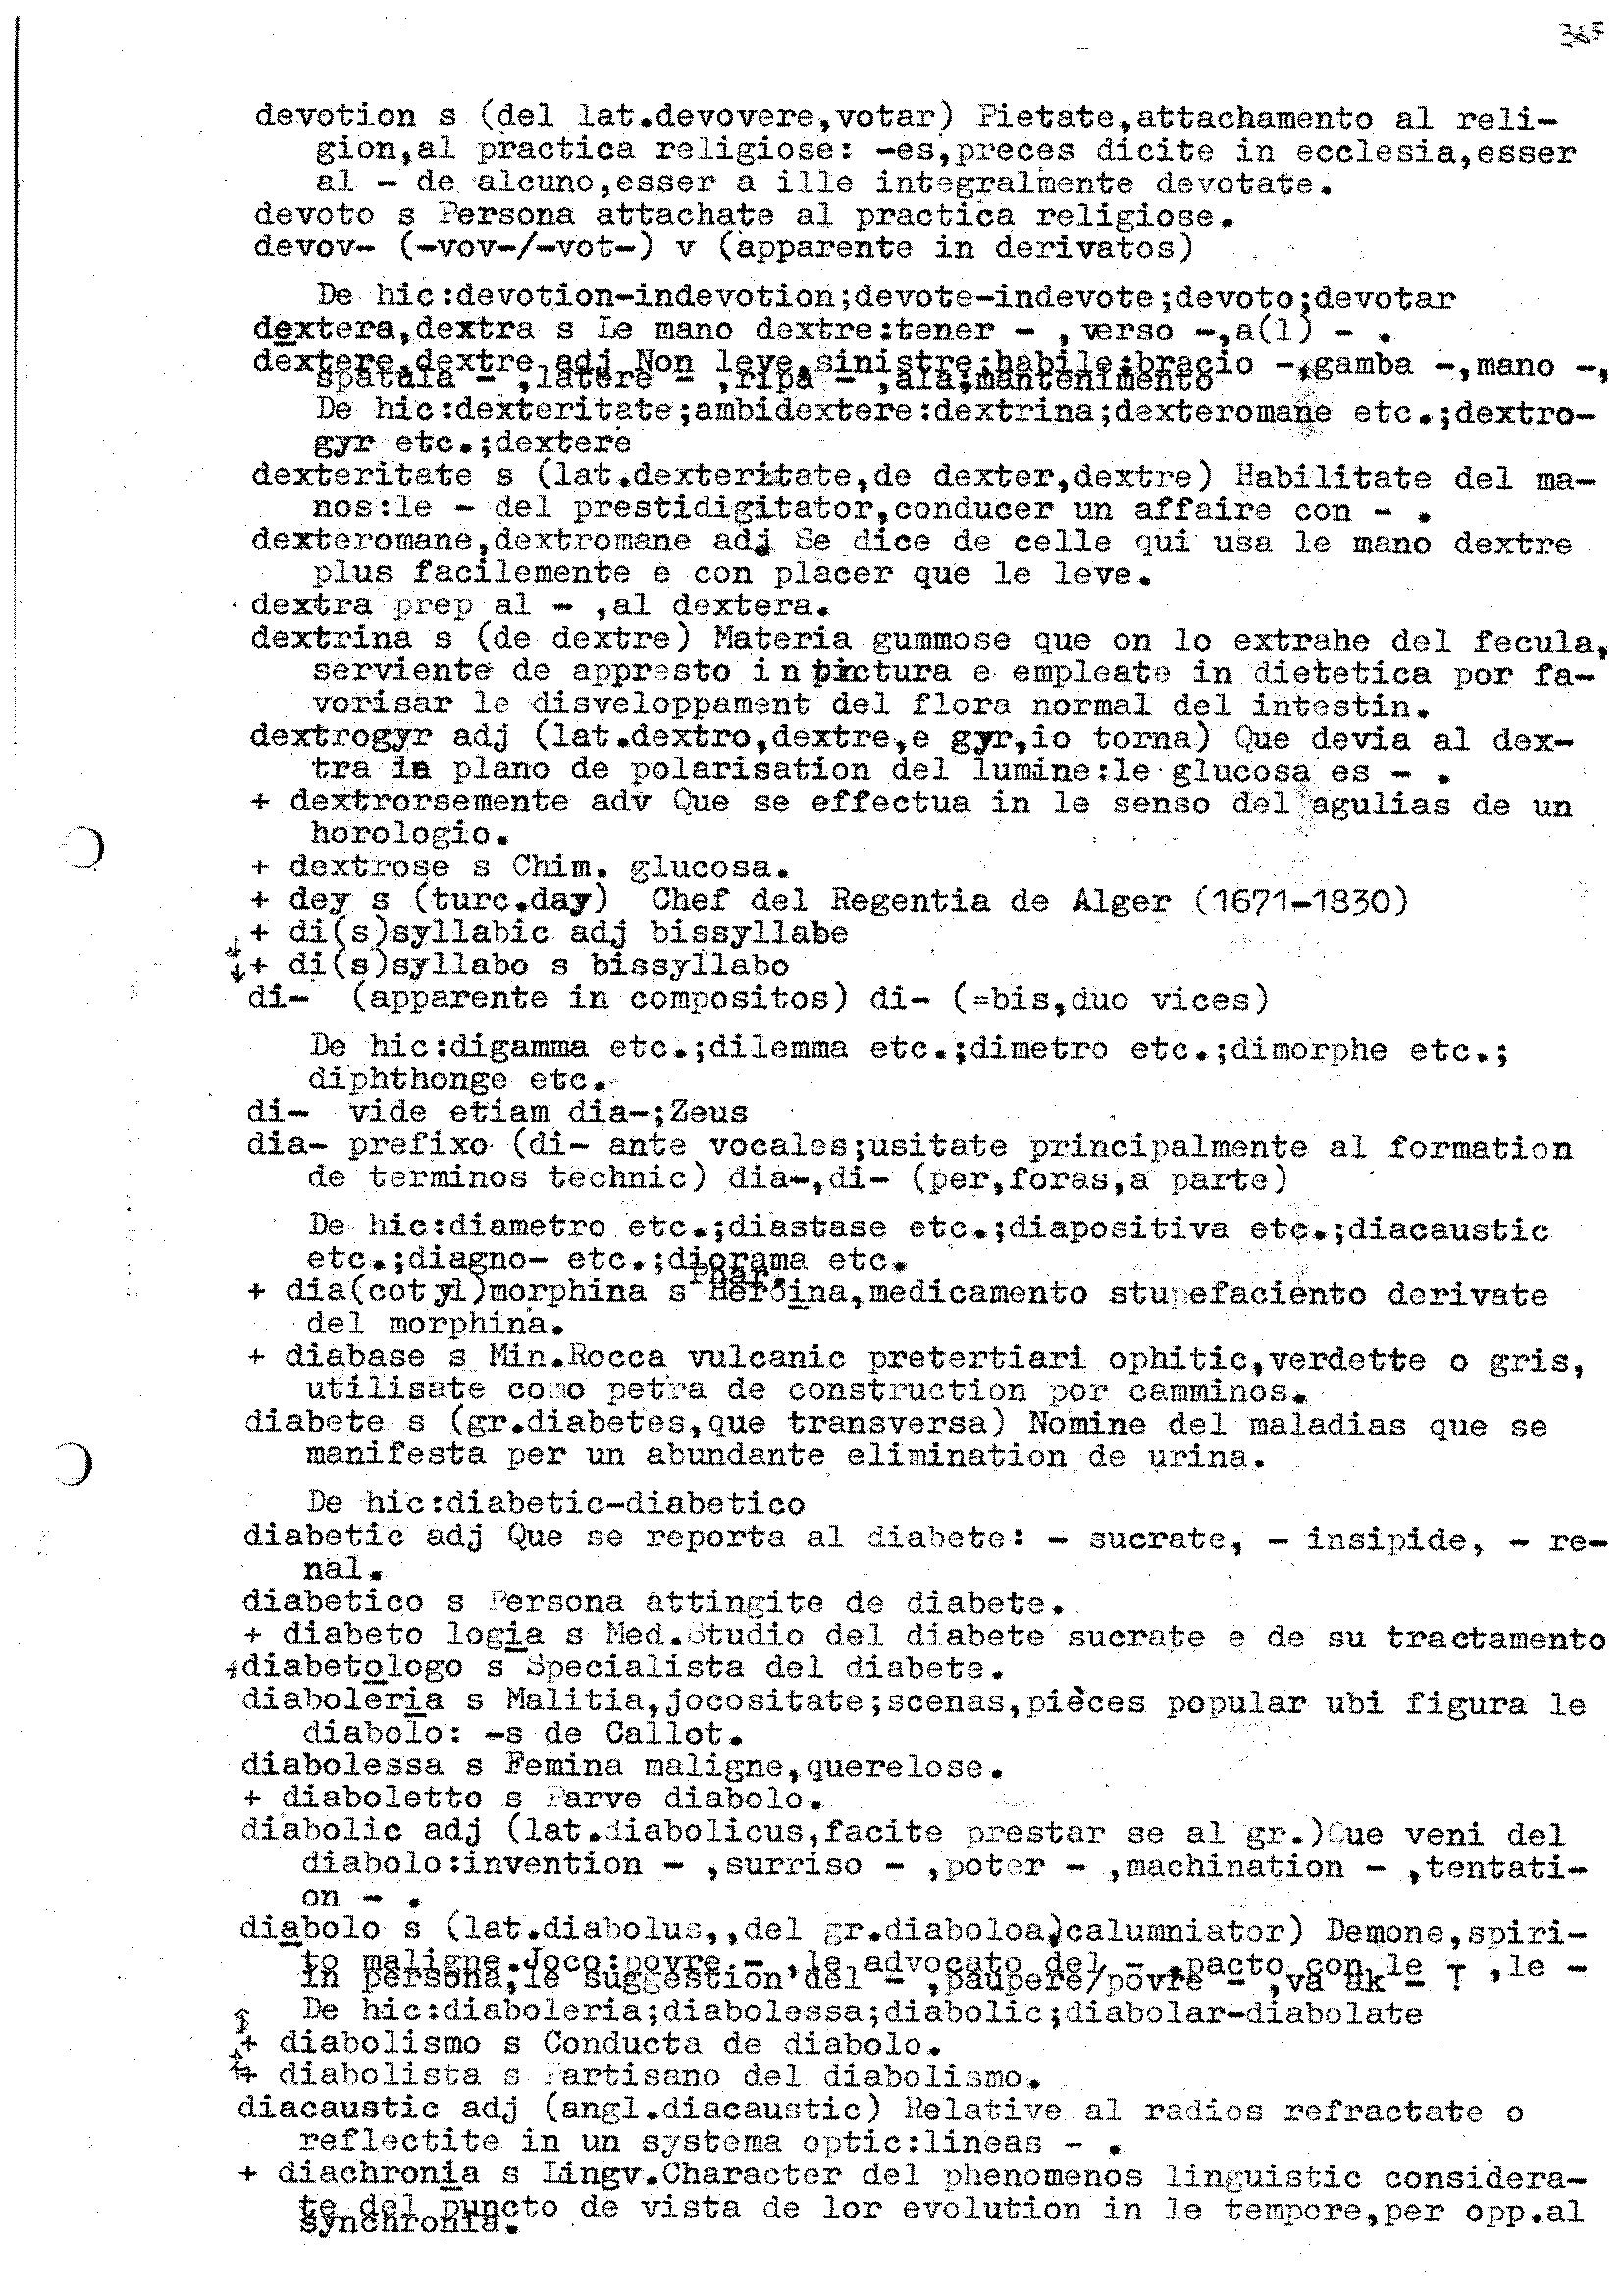 devotion s (del lat.devovere,votar) Pietate,attachamento al reli-
gion,al practica religiose: -es,preces dicite in ecclesia,esser
al - de alcuno,esser a ille integralmente devotate.
devoto s Persona attachate al practica religiose.
devov- (-vov-/-vot-) v (apparente in derivatos)
De hic:devotion-indevotion;devote-indevote;devoto;devotar
dextera,dextra s Le mano dextre:tener - ,verso -,a(l) - .
dextere,dextre adj Non leve,sinistre;habile:bracio -,gamba -,mano -,
spatula - ,latere - ,ripa - ,ala;mantenimento
De hic:dexteritate;ambidextere:dextrina;dexteromane etc.;dextro-
gyr etc.;dextere
dexteritate s (lat.dexteritate,de dexter,dextre) Habilitate del ma-
nos:le - del prestidigitator,conducer un affaire con - .
dexteromane,dextromane adj Se dice de celle qui usa le mano dextre
plus facilemente e con placer que le leve.
dextra prep al - ,al dextera.
dextrina s (de dextre) Materia gummose que on lo extrahe del fecula,
serviente de appresto in tinctura e empleate in dietetica por fa-
vorisar le disveloppament del flora normal del intestin.
dextrogyr adj (lat.dextro,dextre,e gyr,io torna) Que devia al dex-
tra le plano de polarisation del lumine:le glucosa es - .
+ dextrorsemente adv Que se effectua in le senso del agulias de un
horologio.
+ dextrose s Chim. glucosa.
+ dey s (turc.day) Chef del Regentia de Alger (1671-1830)
+ di(s)syllabic adj bissyllabe
+ di(s)syllabo s bissyllabo
di- (apparente in compositos) di- (=bis,duo vices)
De hic:digamma etc.;dilemma etc.;dimetro etc.;dimorphe etc.;
diphthonge etc.
di- vide etiam dia-;Zeus
dia- prefixo (di- ante vocales;usitate principalmente al formation
de terminos technic) dia-,di- (per,foras,a parte)
De hic:diametro etc.;diastase etc.;diapositiva etc.;diacaustic
etc.;diagno- etc.;diorama etc.
+ dia(cotyl)morphina s Phar. Heroina,medicamento stupefaciento derivate
del morphina.
+ diabase s Min.Rocca vulcanic pretertiari ophitic,verdette o gris,
utilisate como petra de construction por camminos.
diabete s (gr.diabetes,que transversa) Nomine del maladias que se
manifesta per un abundante elimination de urina.
De hic:diabetic-diabetico
diabetic adj Que se reporta al diabete: - sucrate, - insipide, - re-
nal.
diabetico s Persona attingite de diabete.
+ diabeto logia s Med.Studio del diabete sucrate e de su tractamento
+diabetologo s Specialista del diabete.
diaboleria s Malitia,jocositate;scenas,pièces popular ubi figura le
diabolo: -s de Callot.
diabolessa s Femina maligne,querelose.
+ diaboletto s Parve diabolo.
diabolic adj (lat.diabolicus,facite prestar se al gr.)Que veni del
diabolo:invention - ,surriso - ,poter - ,machination - ,tentati-
on - .
diabolo s (lat.diabolus,,del gr.diaboloa,calumniator) Demone,spiri-
to maligne.Joco:povre - ,le advocato del - ,pacto con le - ,le -
in persona,le suggestion del - ,paupere/povre - ,va ak - !
De hic:diaboleria;diabolessa;diabolic;diabolar-diabolate
+ diabolismo s Conducta de diabolo.
+ diabolista s Partisano del diabolismo.
diacaustic adj (angl.diacaustic) Relative al radios refractate o
reflectite in un systema optic:lineas - .
+ diachronia s Lingv.Character del phenomenos linguistic considera-
te del puncto de vista de lor evolution in le tempore,per opp.al
synchronia.